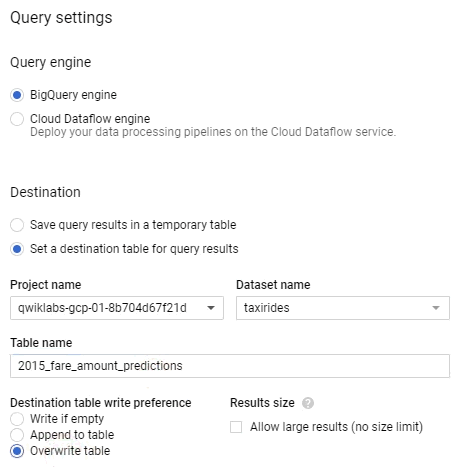 Query settings
Query engine
BigQuery engine
Cloud Dataflow engine
Deploy your data processing pipelines on the Cloud Dataflow service.
Destination
Save query results in a temporary table
Set a destination table for query results
Project name
Dataset name
qwiklabs-gcp-01-8b704d67f21d
taxirides
Table name
2015_fare_amount_predictions
Destination table write preference
Results size ?
Write if empty
Allow large results (no size limit)
Append to table
Overwrite table